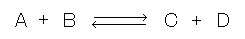 A + B ⇌ C + D